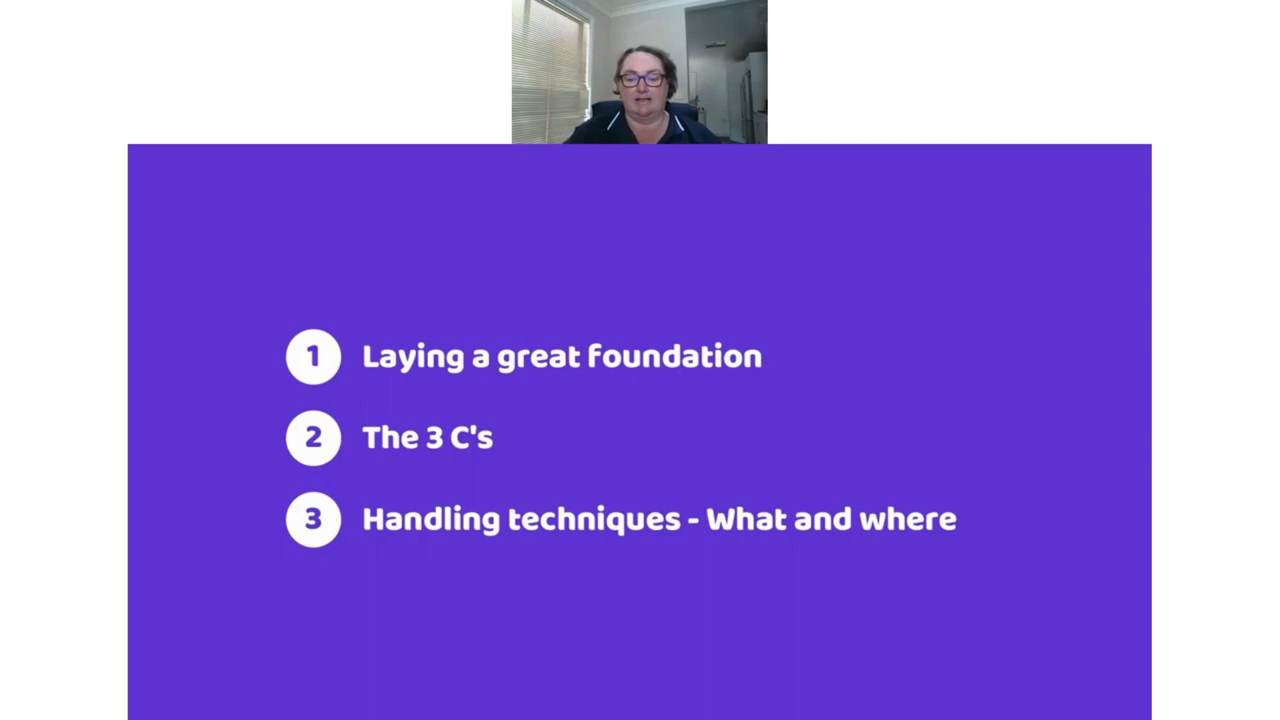 1 Laying a great foundation
2 The 3 C's
3 Handling techniques - What and where